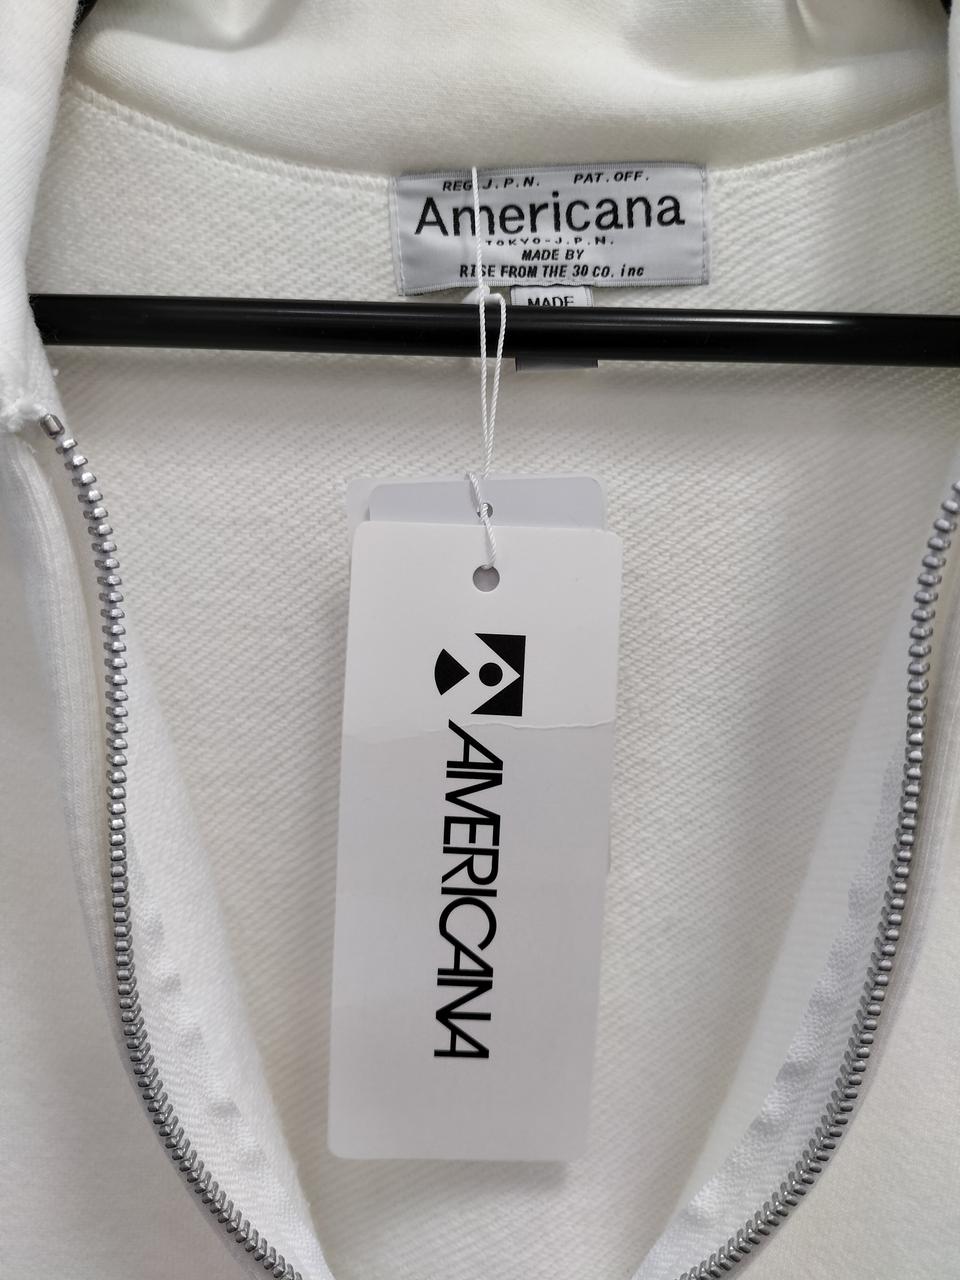 REG.J.P.N. PAT.OFF.
Americana
TOKYO-J.P.N.
MADE BY
RISE FROM THE 30 CO. inc
MADE
AMERICANA